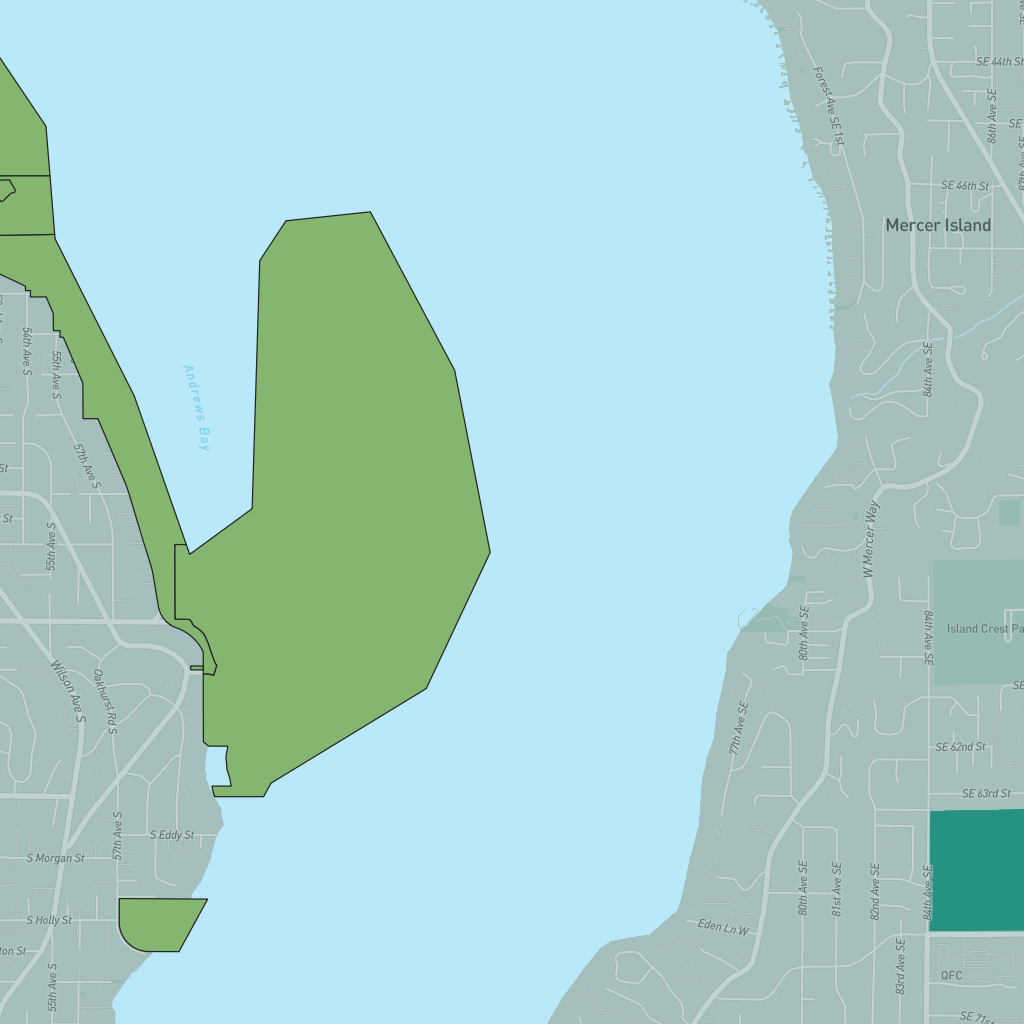 86th Ave SE
SE 44th St
Forest Ave SE 1st
86th Ave SE
SE
87th Ave SE
SE 46th St
Mercer Island
54th Ave S
55th Ave S
84th Ave SE
Andrews Bay
57th Ave S
St
St
55th Ave S
W Mercer Way
80th Ave SE
84th Ave SE
Island Crest Pa
Wilson Ave S
Oakhurst Rd S
SE
77th Ave SE
SE 62nd St
SE 63rd St
57th Ave S
S Eddy St
S Morgan St
80th Ave SE
81st Ave SE
82nd Ave SE
84th Ave SE
S Holly St
Eden Ln W
ton St
55th Ave S
83rd Ave SE
QFC
SE 71st